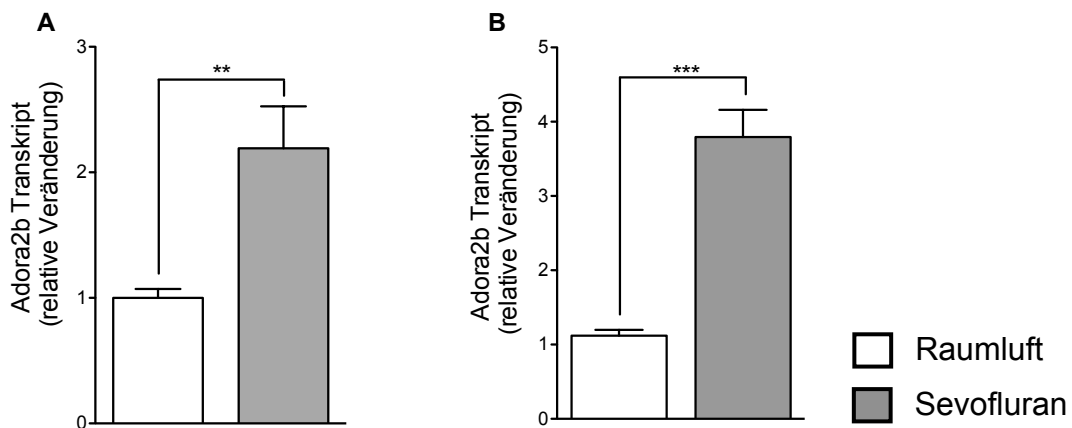 A
Adora2b Transkript
(relative Veränderung)
3
2
1
0
**
B
Adora2b Transkript
(relative Veränderung)
5
4
3
2
1
0
***
Raumluft
Sevofluran